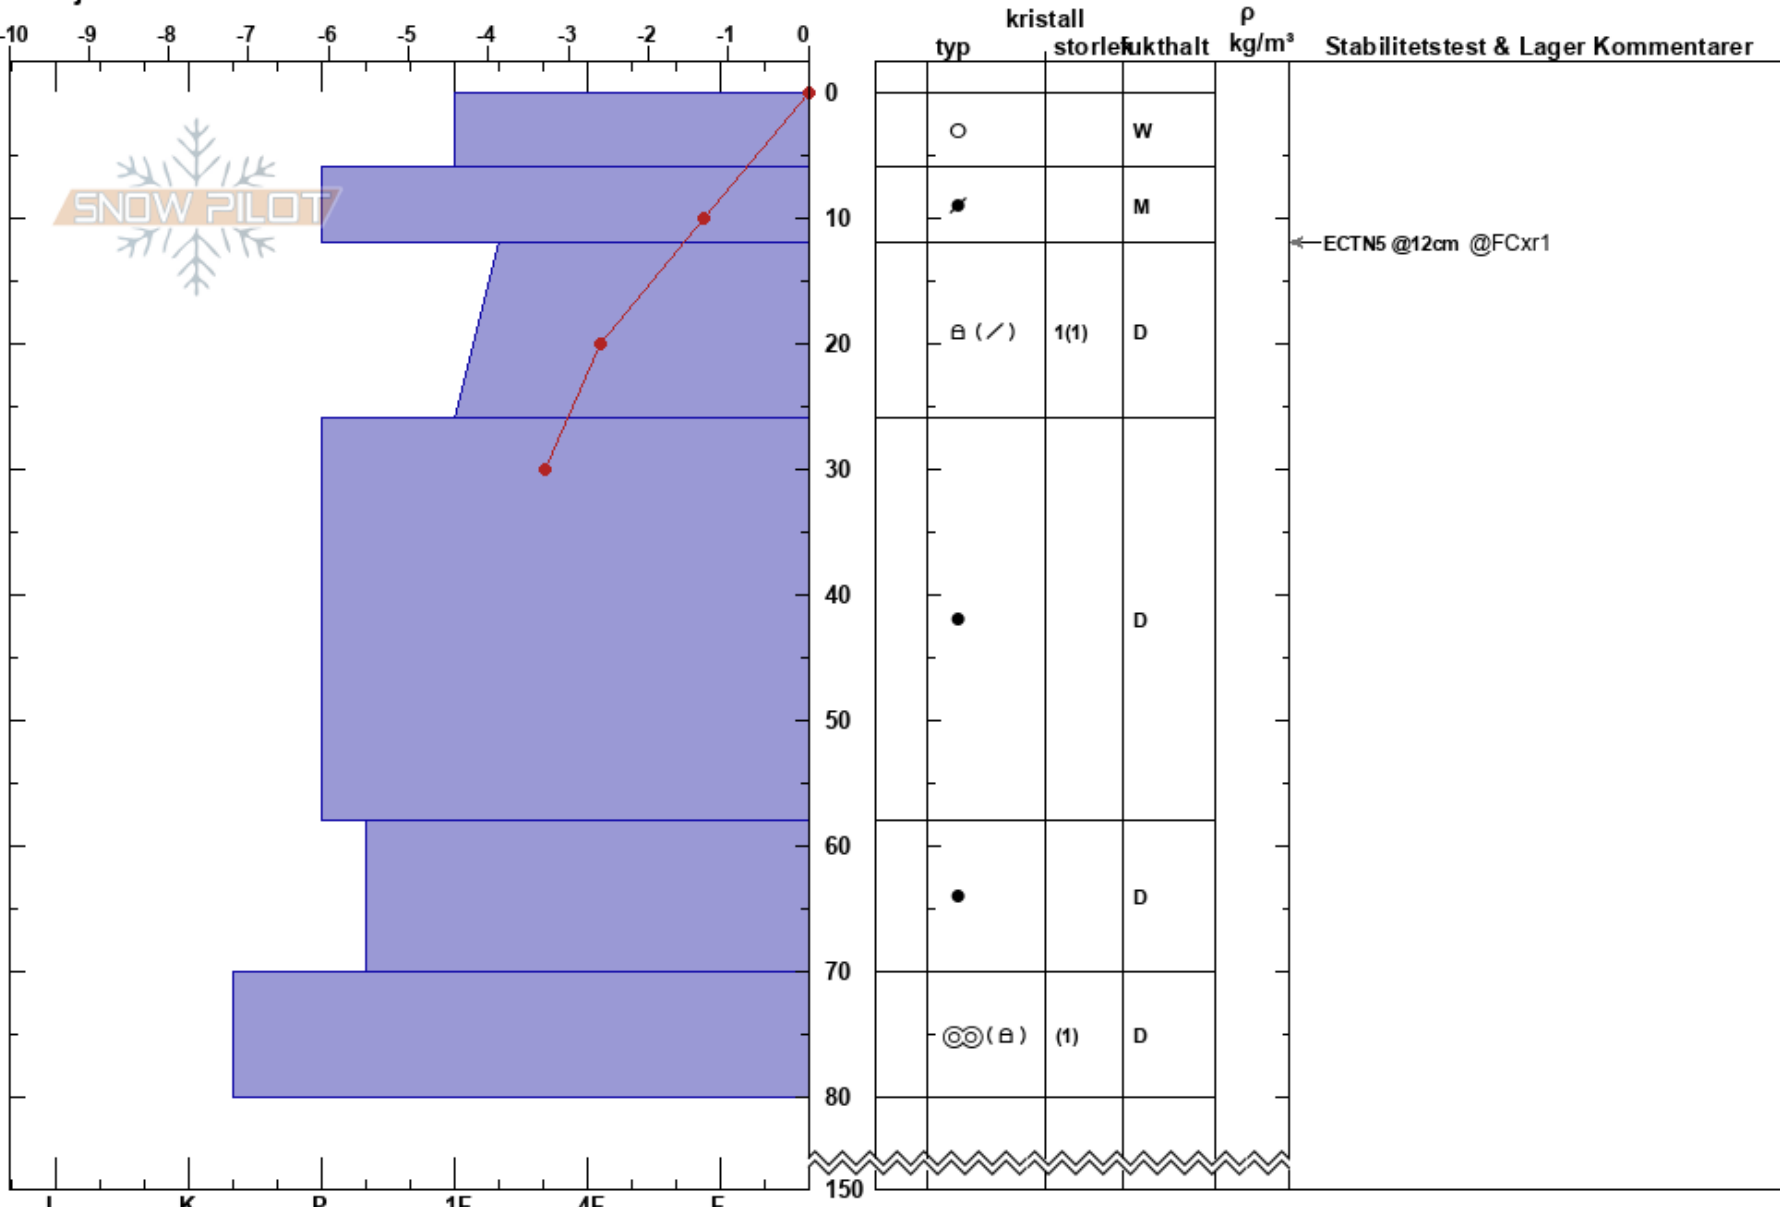 kristall ρ
-10 -9 -8 -7 -6 -5 -4 -3 -2 -1 0 typ storlek fukthalt kg/m³ Stabilitetstest & Lager Kommentarer
0
W
SNOW PILOT
M
10
ECTN5 @12cm @FCxr1
20
1(1) D
30
40
D
50
60
D
70
(1) D
80
150
K P 1F 4F F